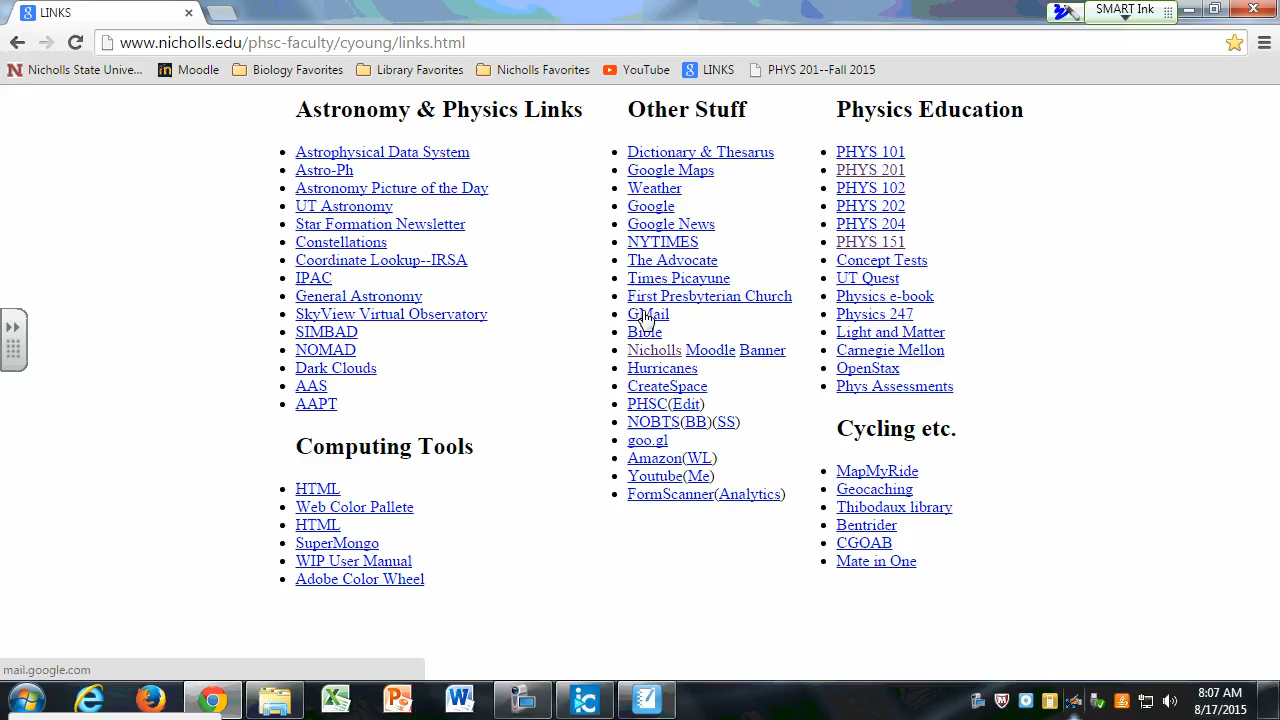 LINKS
SMART Ink
www.nicholls.edu/phsc-faculty/cyoung/links.html
Nicholls State Unive... Moodle Biology Favorites Library Favorites Nicholls Favorites YouTube LINKS PHYS 201--Fall 2015
Astronomy & Physics Links
Astrophysical Data System
Astro-Ph
Astronomy Picture of the Day
UT Astronomy
Star Formation Newsletter
Constellations
Coordinate Lookup--IRSA
IPAC
General Astronomy
SkyView Virtual Observatory
SIMBAD
NOMAD
Dark Clouds
AAS
AAPT
Computing Tools
HTML
Web Color Pallete
HTML
SuperMongo
WIP User Manual
Adobe Color Wheel
Other Stuff
Dictionary & Thesarus
Google Maps
Weather
Google
Google News
NYTIMES
The Advocate
Times Picayune
First Presbyterian Church
GMail
Bible
Nicholls Moodle Banner
Hurricanes
CreateSpace
PHSC(Edit)
NOBTS(BB)(SS)
goo.gl
Amazon(WL)
Youtube(Me)
FormScanner(Analytics)
Physics Education
PHYS 101
PHYS 201
PHYS 102
PHYS 202
PHYS 204
PHYS 151
Concept Tests
UT Quest
Physics e-book
Physics 247
Light and Matter
Carnegie Mellon
OpenStax
Phys Assessments
Cycling etc.
MapMyRide
Geocaching
Thibodaux library
Bentrider
CGOAB
Mate in One
mail.google.com
8:07 AM
8/17/2015